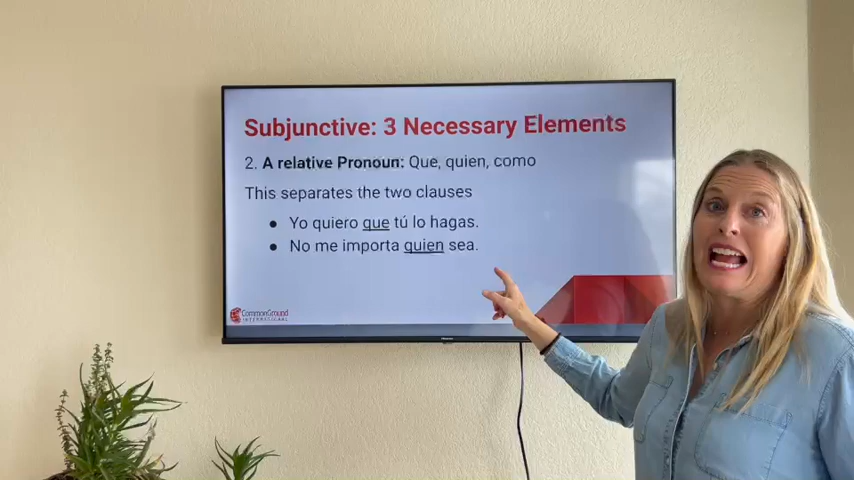 Subjunctive: 3 Necessary Elements
2. A relative Pronoun: Que, quien, como
This separates the two clauses
● Yo quiero que tú lo hagas.
● No me importa quien sea.
CommonGround
INTERNATIONAL